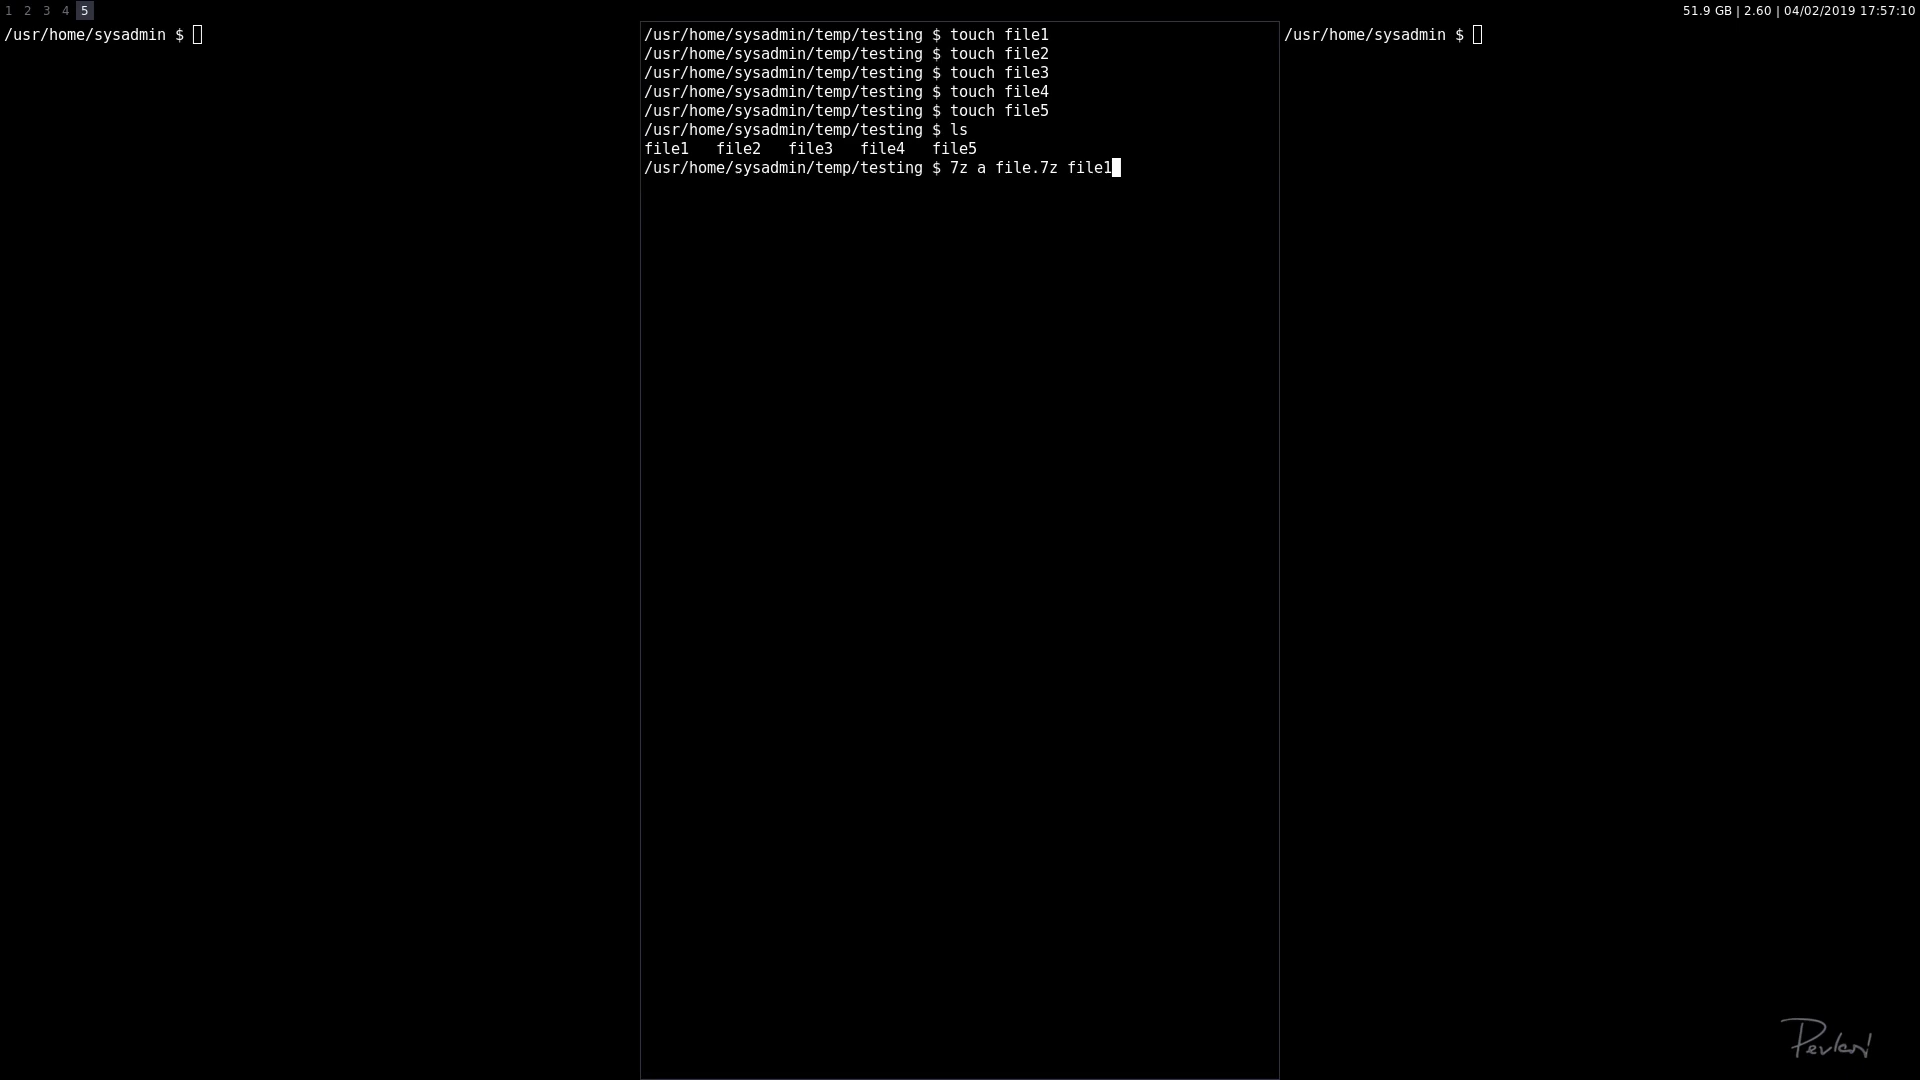 1 2 3 4 5
51.9 GB | 2.60 | 04/02/2019 17:57:10
/usr/home/sysadmin $
/usr/home/sysadmin/temp/testing $ touch file1
/usr/home/sysadmin/temp/testing $ touch file2
/usr/home/sysadmin/temp/testing $ touch file3
/usr/home/sysadmin/temp/testing $ touch file4
/usr/home/sysadmin/temp/testing $ touch file5
/usr/home/sysadmin/temp/testing $ ls
file1 file2 file3 file4 file5
/usr/home/sysadmin/temp/testing $ 7z a file.7z file1
/usr/home/sysadmin $